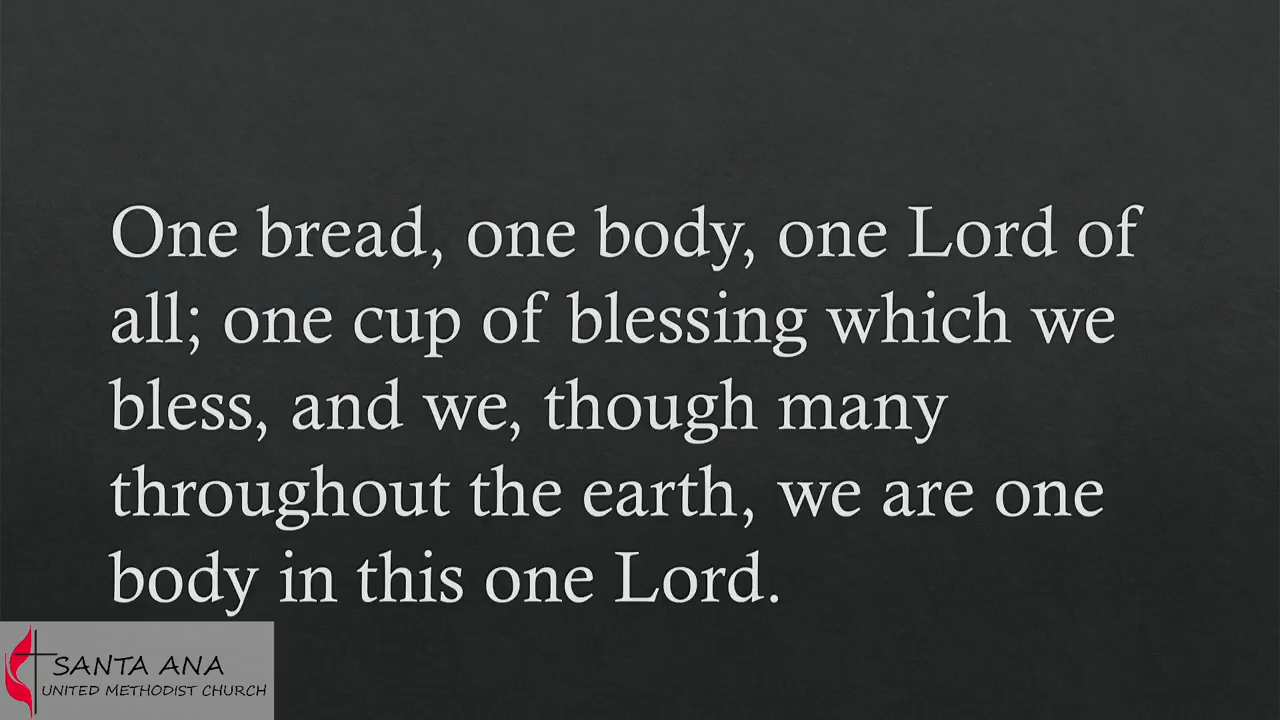 One bread, one body, one Lord of
all; one cup of blessing which we
bless, and we, though many
throughout the earth, we are one
body in this one Lord.
SANTA ANA
UNITED METHODIST CHURCH